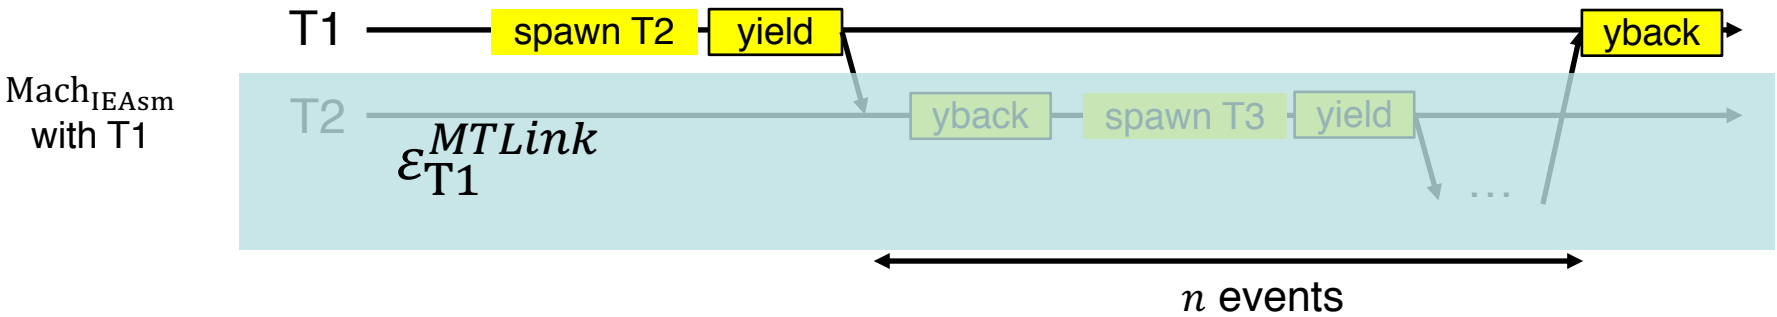 T1 spawn T2 yield yback
Mach_IEAsm
with T1
T2 yback spawn T3 yield
ε_T1^MTLink
...
n events